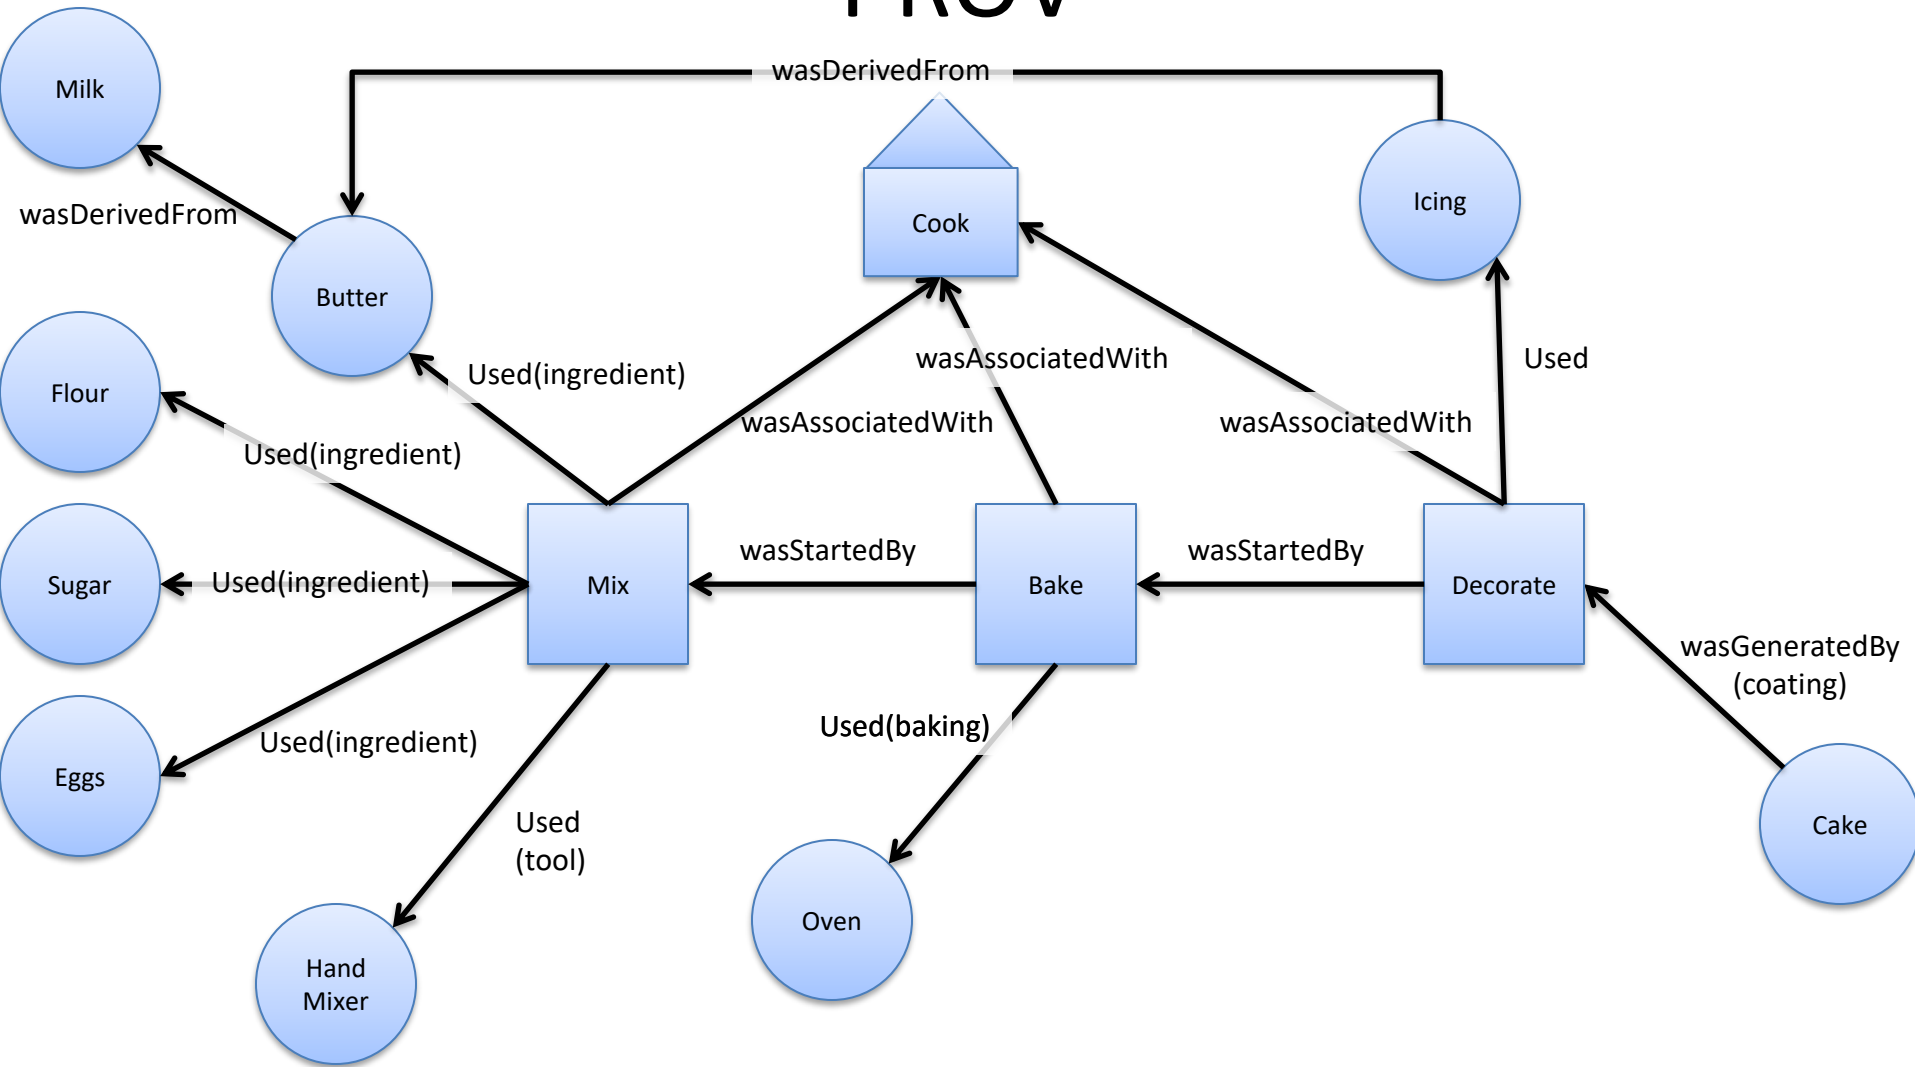 PROV
wasDerivedFrom
Milk
Cook
Icing
wasDerivedFrom
Butter
Used(ingredient)
wasAssociatedWith
Used
Flour
wasAssociatedWith
wasAssociatedWith
Used(ingredient)
wasStartedBy
wasStartedBy
Sugar
Used(ingredient)
Mix
Bake
Decorate
wasGeneratedBy
(coating)
Used(ingredient)
Used(baking)
Eggs
Used
(tool)
Cake
Oven
Hand
Mixer